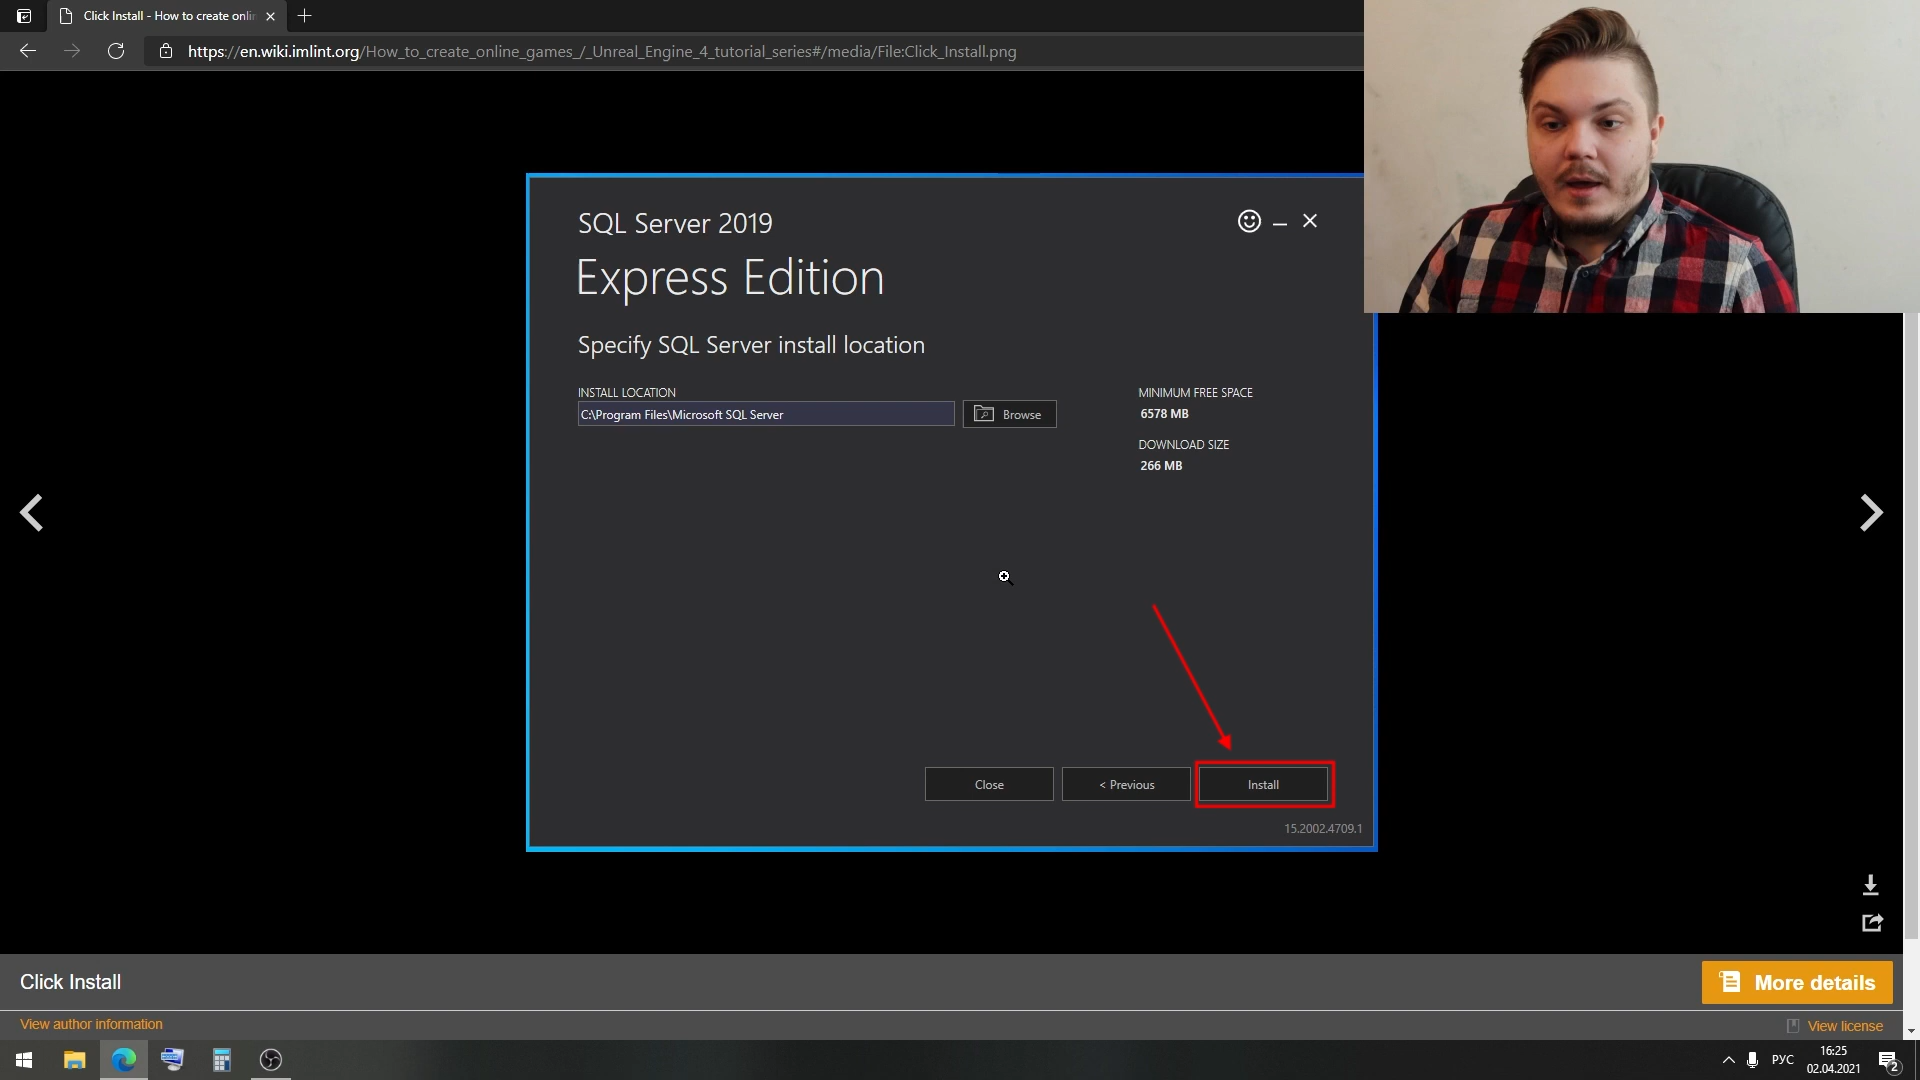 Click Install - How to create onlin
https://en.wiki.imlint.org/How_to_create_online_games_/_Unreal_Engine_4_tutorial_series#/media/File:Click_Install.png
SQL Server 2019
Express Edition
Specify SQL Server install location
INSTALL LOCATION
C:\Program Files\Microsoft SQL Server
Browse
MINIMUM FREE SPACE
6578 MB
DOWNLOAD SIZE
266 MB
Close
< Previous
Install
15.2002.4709.1
Click Install
More details
View author information
View license
РУС
16:25
02.04.2021
2